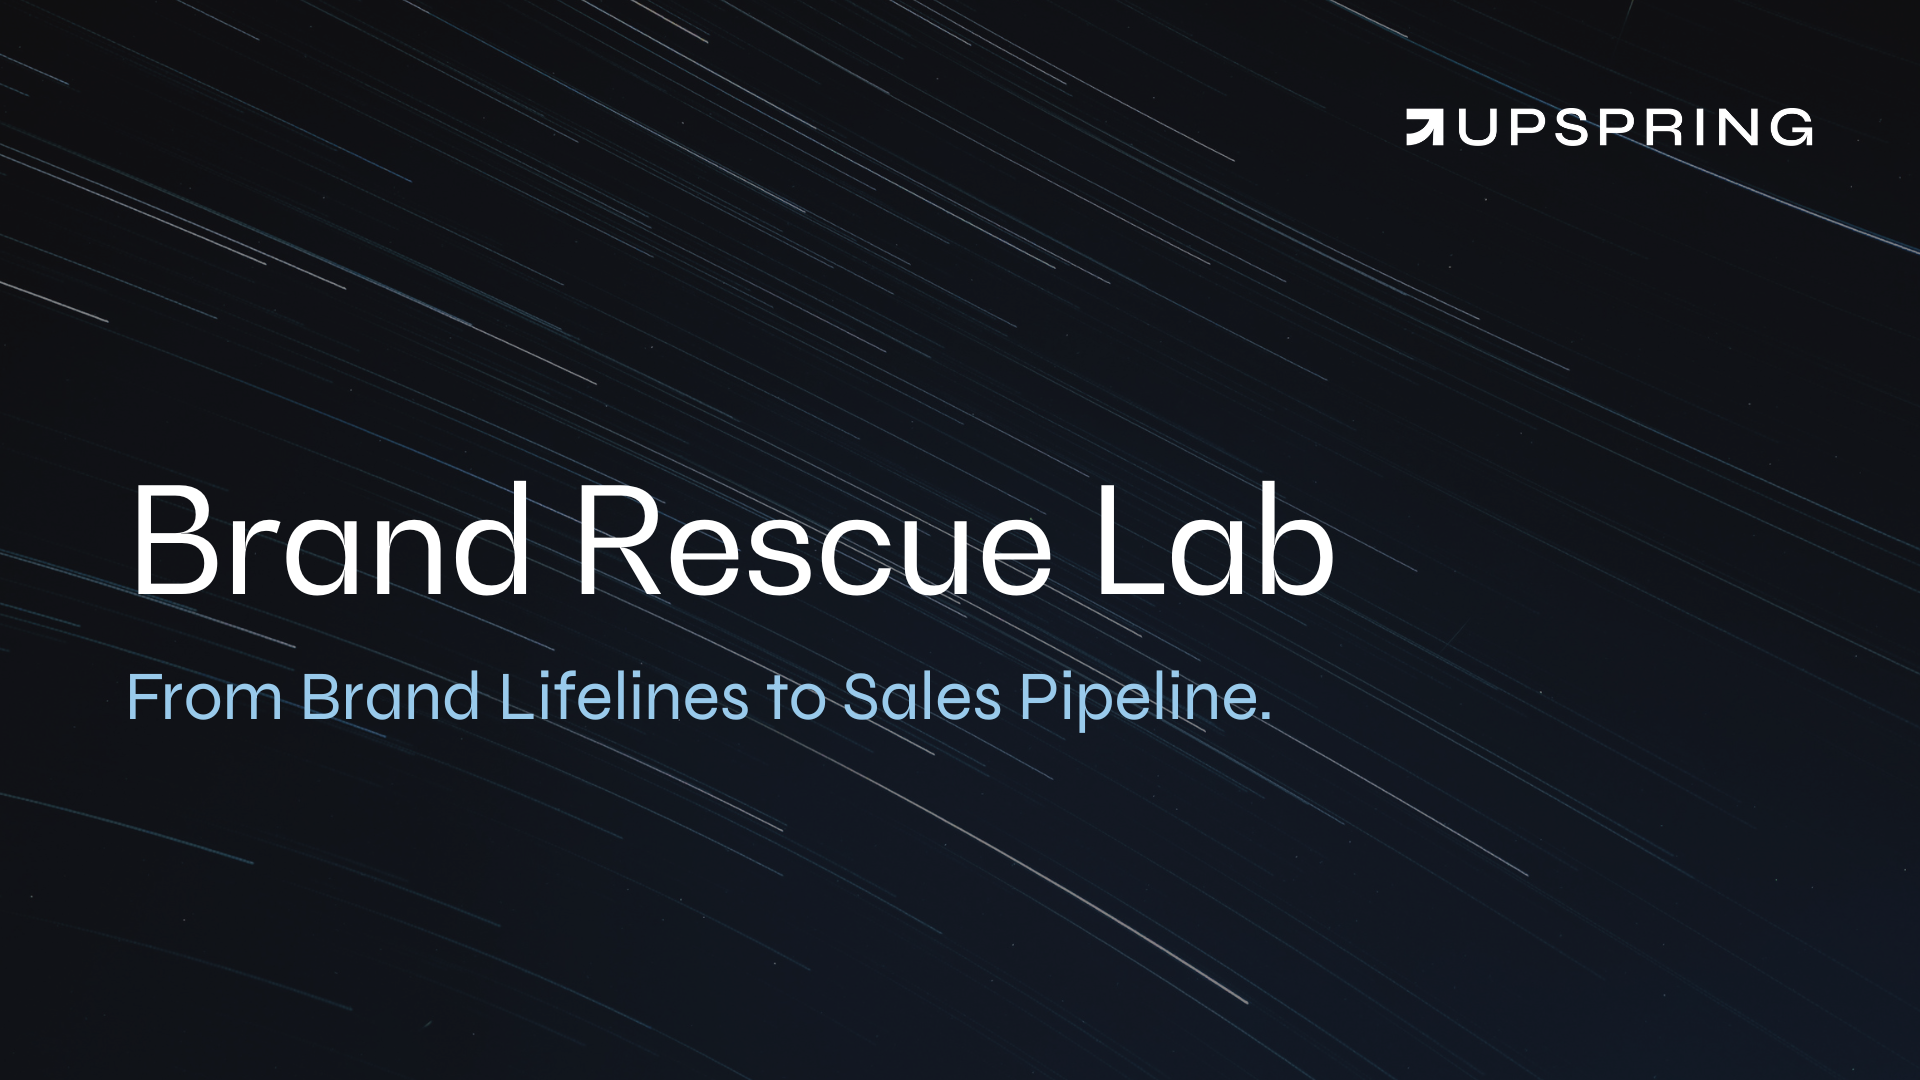 UPSPRING
Brand Rescue Lab
From Brand Lifelines to Sales Pipeline.